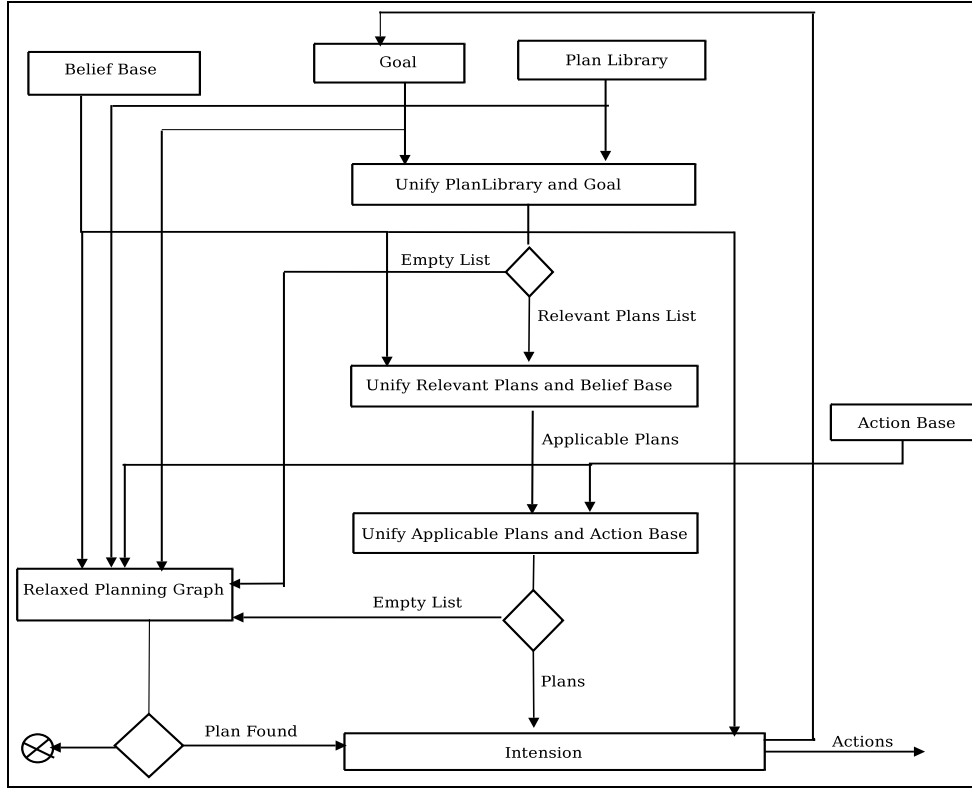 Belief Base
Goal
Plan Library
Unify PlanLibrary and Goal
Empty List
Relevant Plans List
Unify Relevant Plans and Belief Base
Action Base
Applicable Plans
Unify Applicable Plans and Action Base
Relaxed Planning Graph
Empty List
Plans
Plan Found
Intension
Actions